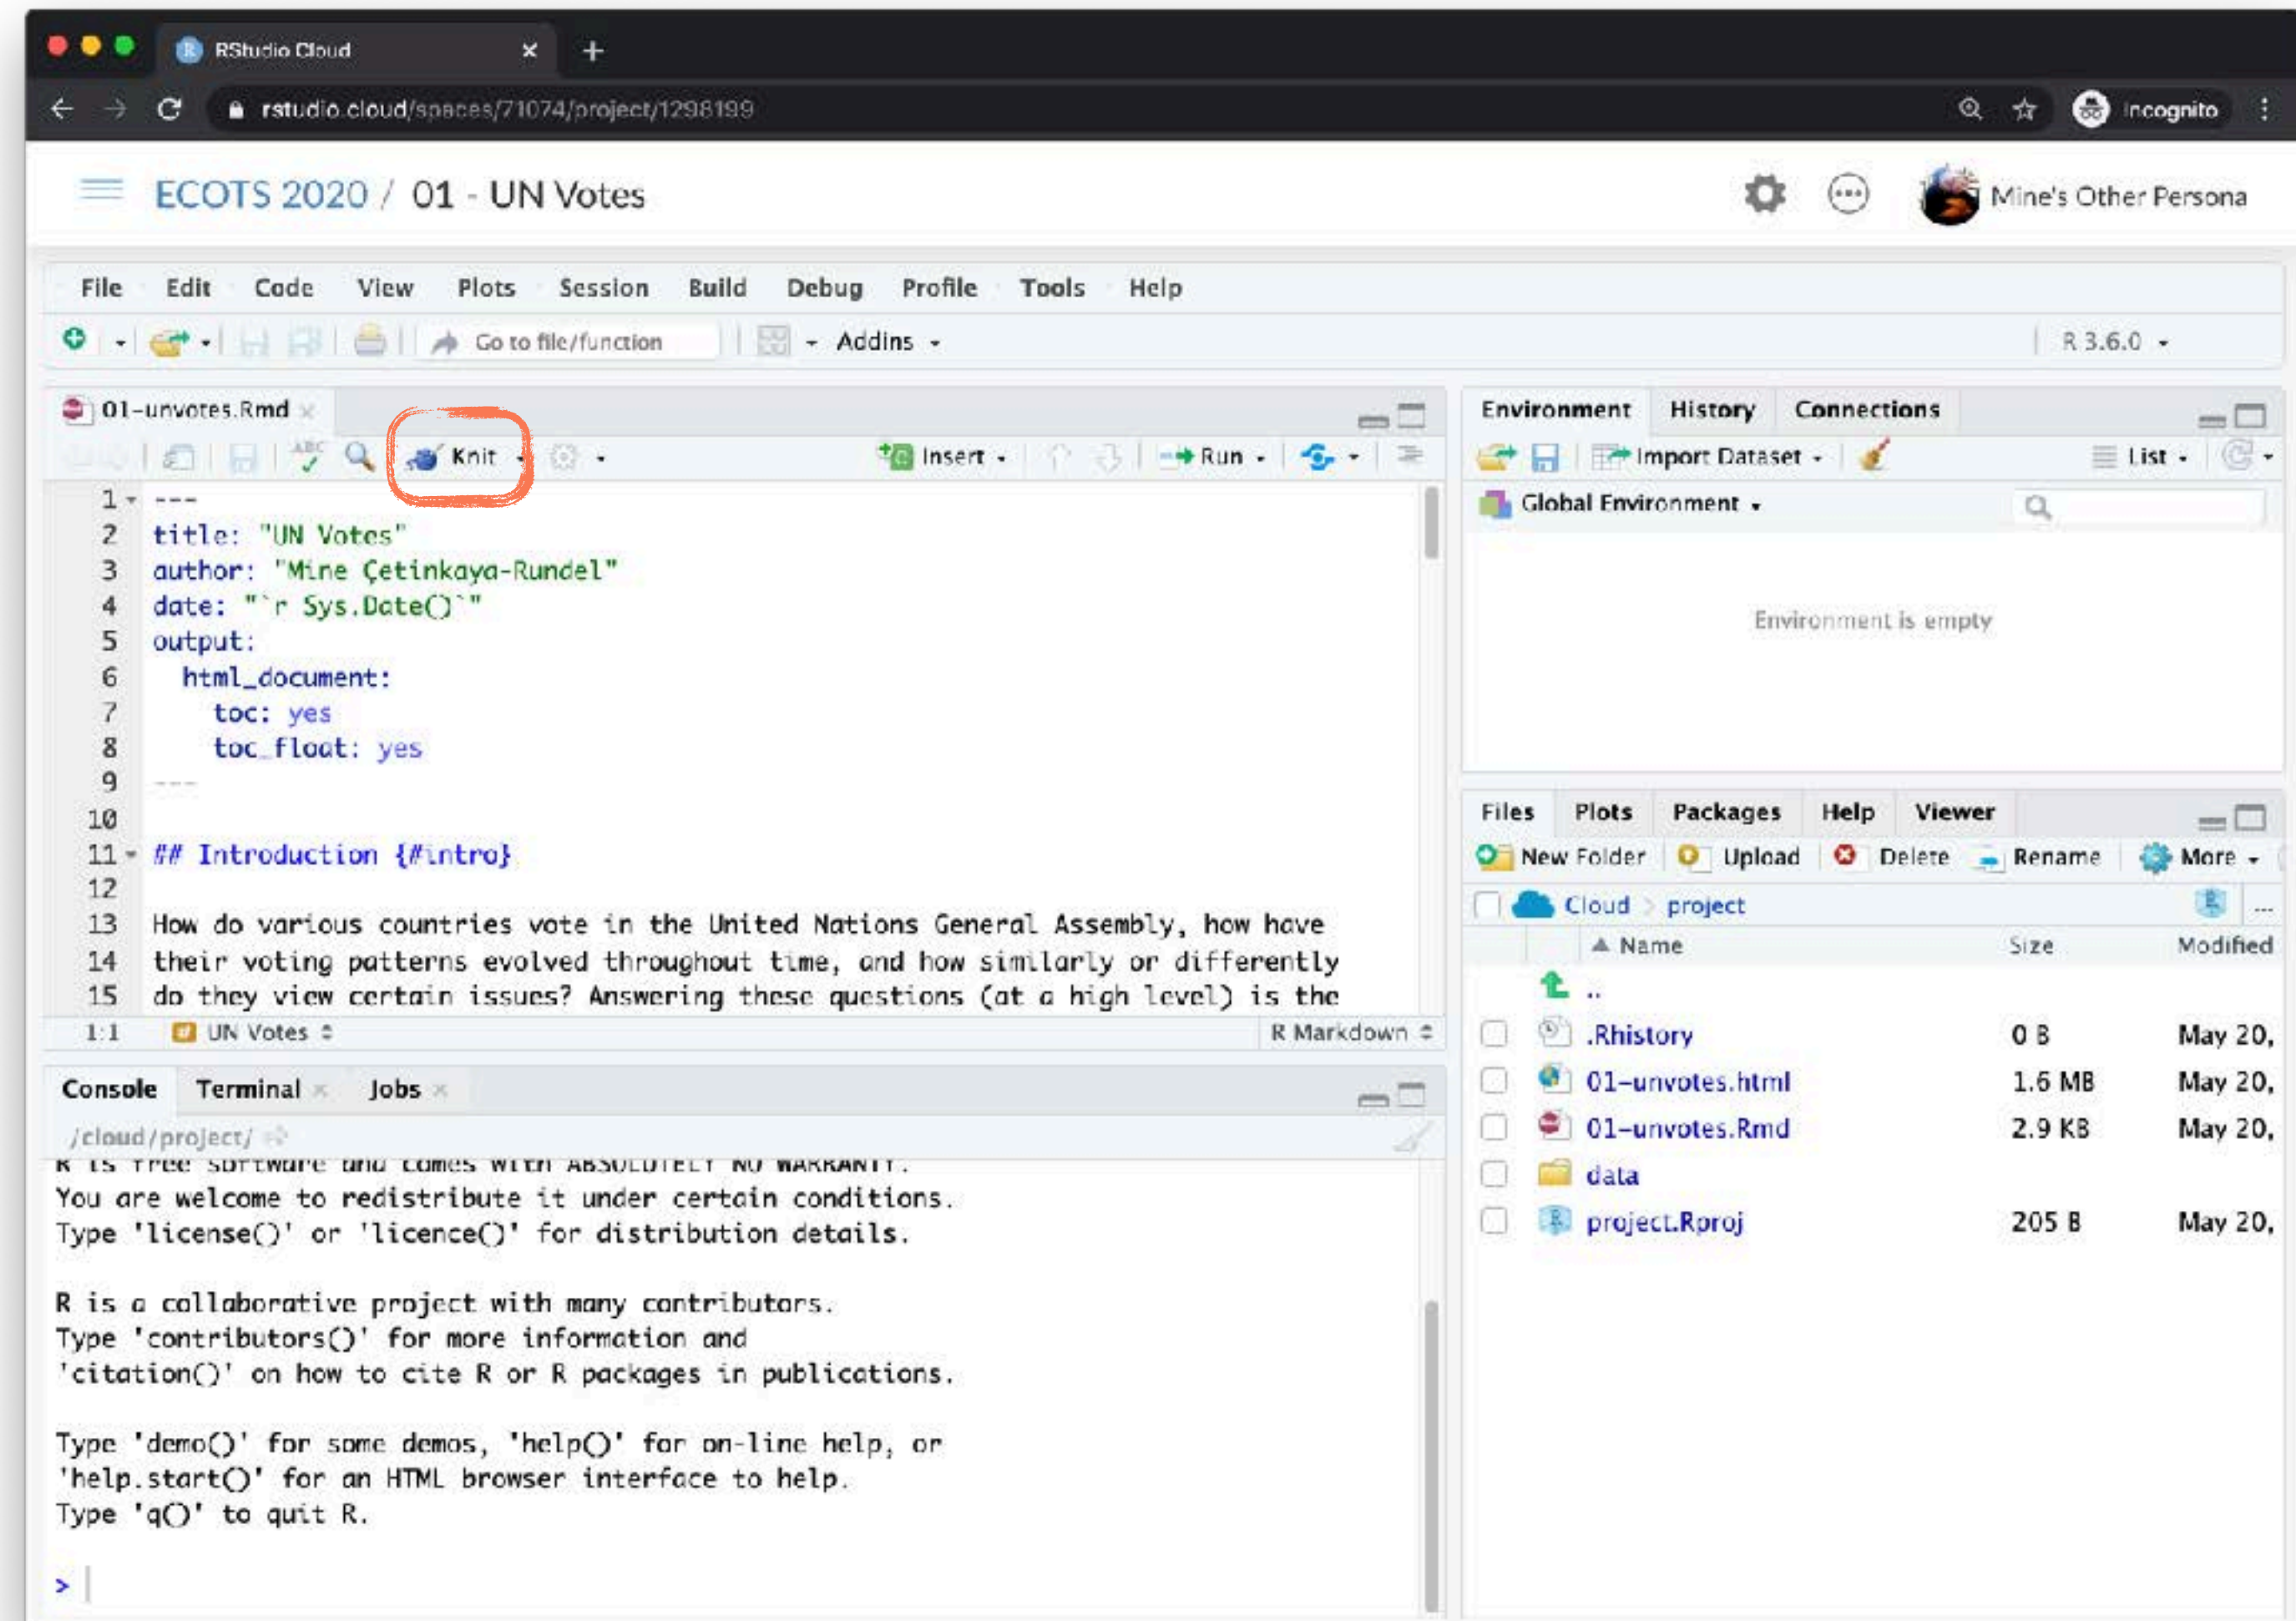 RStudio Cloud
rstudio.cloud/spaces/71074/project/1298199
Incognito
ECOTS 2020 / 01 - UN Votes
Mine's Other Persona
File Edit Code View Plots Session Build Debug Profile Tools Help
Go to file/function
Addins
R 3.6.0
01-unvotes.Rmd
ABC
Knit
Insert
Run
1 ---
2 title: "UN Votes"
3 author: "Mine Çetinkaya-Rundel"
4 date: "`r Sys.Date()`"
5 output:
6 html_document:
7 toc: yes
8 toc_float: yes
9 ---
10
11 ## Introduction {#intro}
12
13 How do various countries vote in the United Nations General Assembly, how have
14 their voting patterns evolved throughout time, and how similarly or differently
15 do they view certain issues? Answering these questions (at a high level) is the
1:1 UN Votes R Markdown
Console Terminal Jobs
/cloud/project/
R is free software and comes with ABSOLUTELY NO WARRANTY.
You are welcome to redistribute it under certain conditions.
Type 'license()' or 'licence()' for distribution details.
R is a collaborative project with many contributors.
Type 'contributors()' for more information and
'citation()' on how to cite R or R packages in publications.
Type 'demo()' for some demos, 'help()' for on-line help, or
'help.start()' for an HTML browser interface to help.
Type 'q()' to quit R.
>
Environment History Connections
Import Dataset
List
Global Environment
Environment is empty
Files Plots Packages Help Viewer
New Folder Upload Delete Rename More
Cloud > project ...
Name Size Modified
..
.Rhistory 0 B May 20,
01-unvotes.html 1.6 MB May 20,
01-unvotes.Rmd 2.9 KB May 20,
data
project.Rproj 205 B May 20,